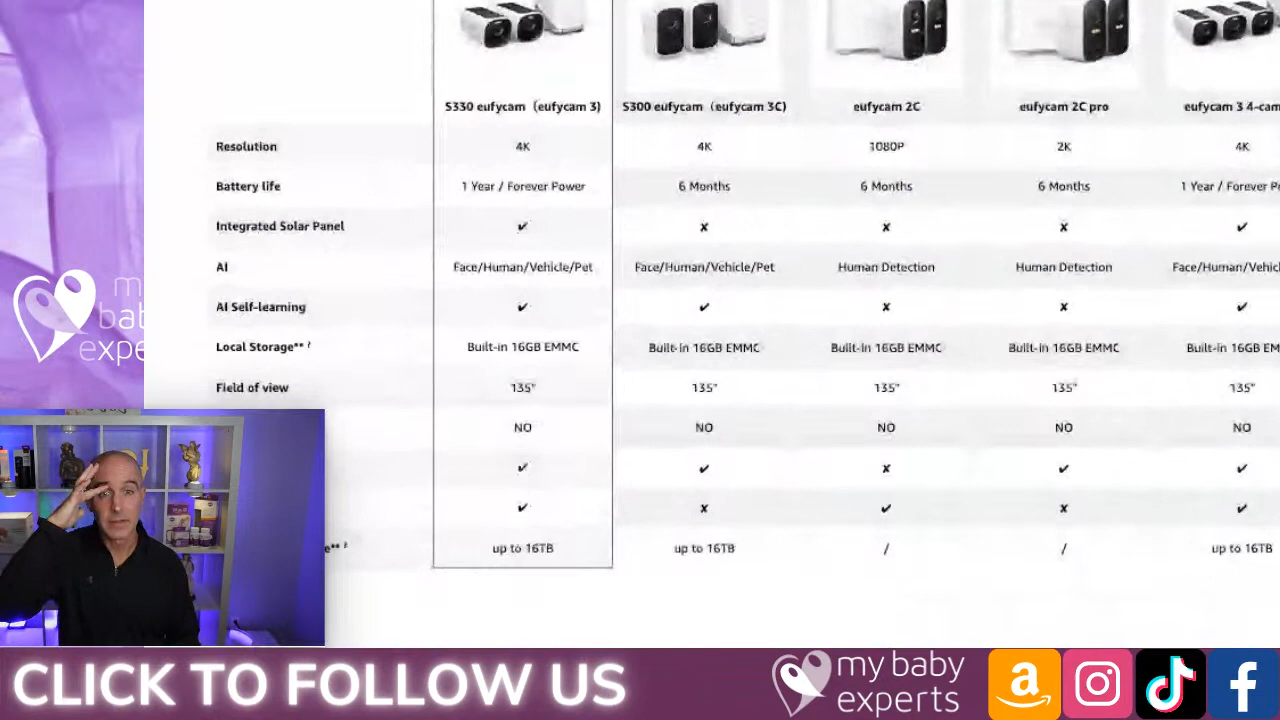 S330 eufycam (eufycam 3) S300 eufycam (eufycam 3C) eufycam 2C eufycam 2C pro eufycam 3 4-cam
Resolution 4K 4K 1080P 2K 4K
Battery life 1 Year / Forever Power 6 Months 6 Months 6 Months 1 Year / Forever P
Integrated Solar Panel ✔ ✘ ✘ ✘ ✔
AI Face/Human/Vehicle/Pet Face/Human/Vehicle/Pet Human Detection Human Detection Face/Human/Vehicl
AI Self-learning ✔ ✔ ✘ ✘ ✔
Local Storage** ² Built-in 16GB EMMC Built-in 16GB EMMC Built-in 16GB EMMC Built-in 16GB EMMC Built-in 16GB E
Field of view 135° 135° 135° 135° 135°
NO NO NO NO NO
✔ ✔ ✘ ✔ ✔
✔ ✘ ✔ ✘ ✔
e** ² up to 16TB up to 16TB / / up to 16TB
m
bab
expe
CLICK TO FOLLOW US
my baby
experts